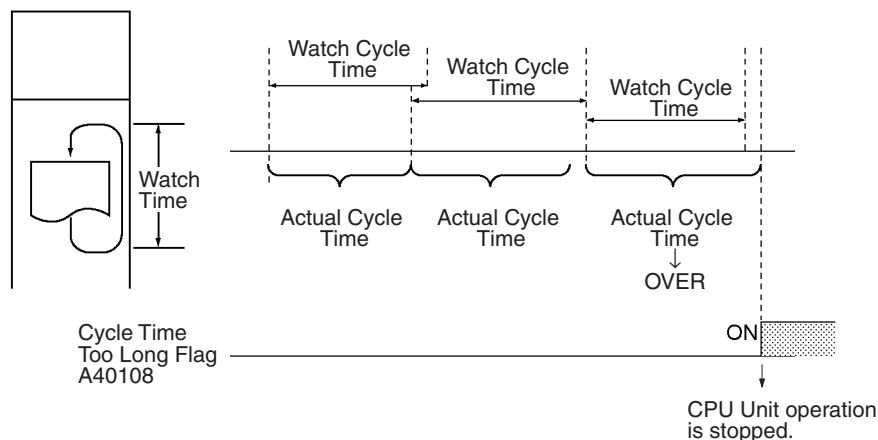 Watch Cycle
Time
Watch Cycle
Time
Watch Cycle
Time
Watch
Time
Actual Cycle
Time
Actual Cycle
Time
Actual Cycle
Time
↓
OVER
Cycle Time
Too Long Flag
A40108
ON
CPU Unit operation
is stopped.